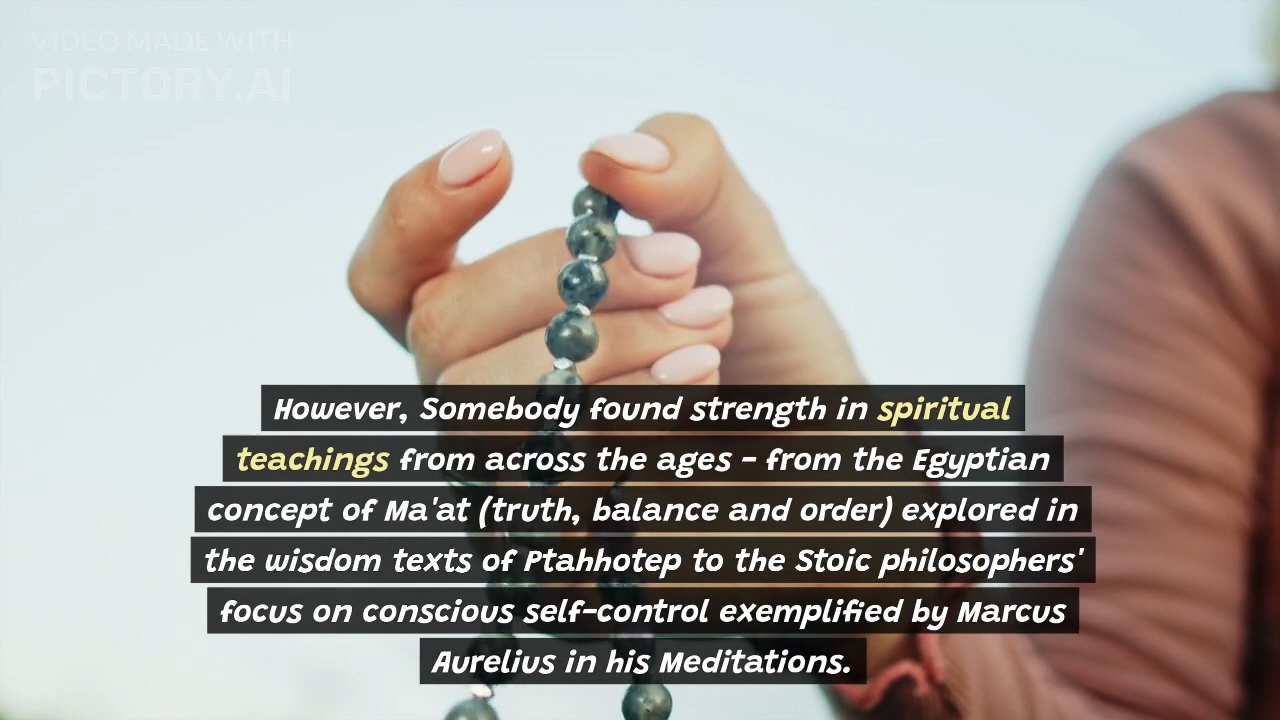 VIDEO MADE WITH
PICTORY.AI
However, Somebody found strength in spiritual
teachings from across the ages - from the Egyptian
concept of Ma'at (truth, balance and order) explored in
the wisdom texts of Ptahhotep to the Stoic philosophers'
focus on conscious self-control exemplified by Marcus
Aurelius in his Meditations.